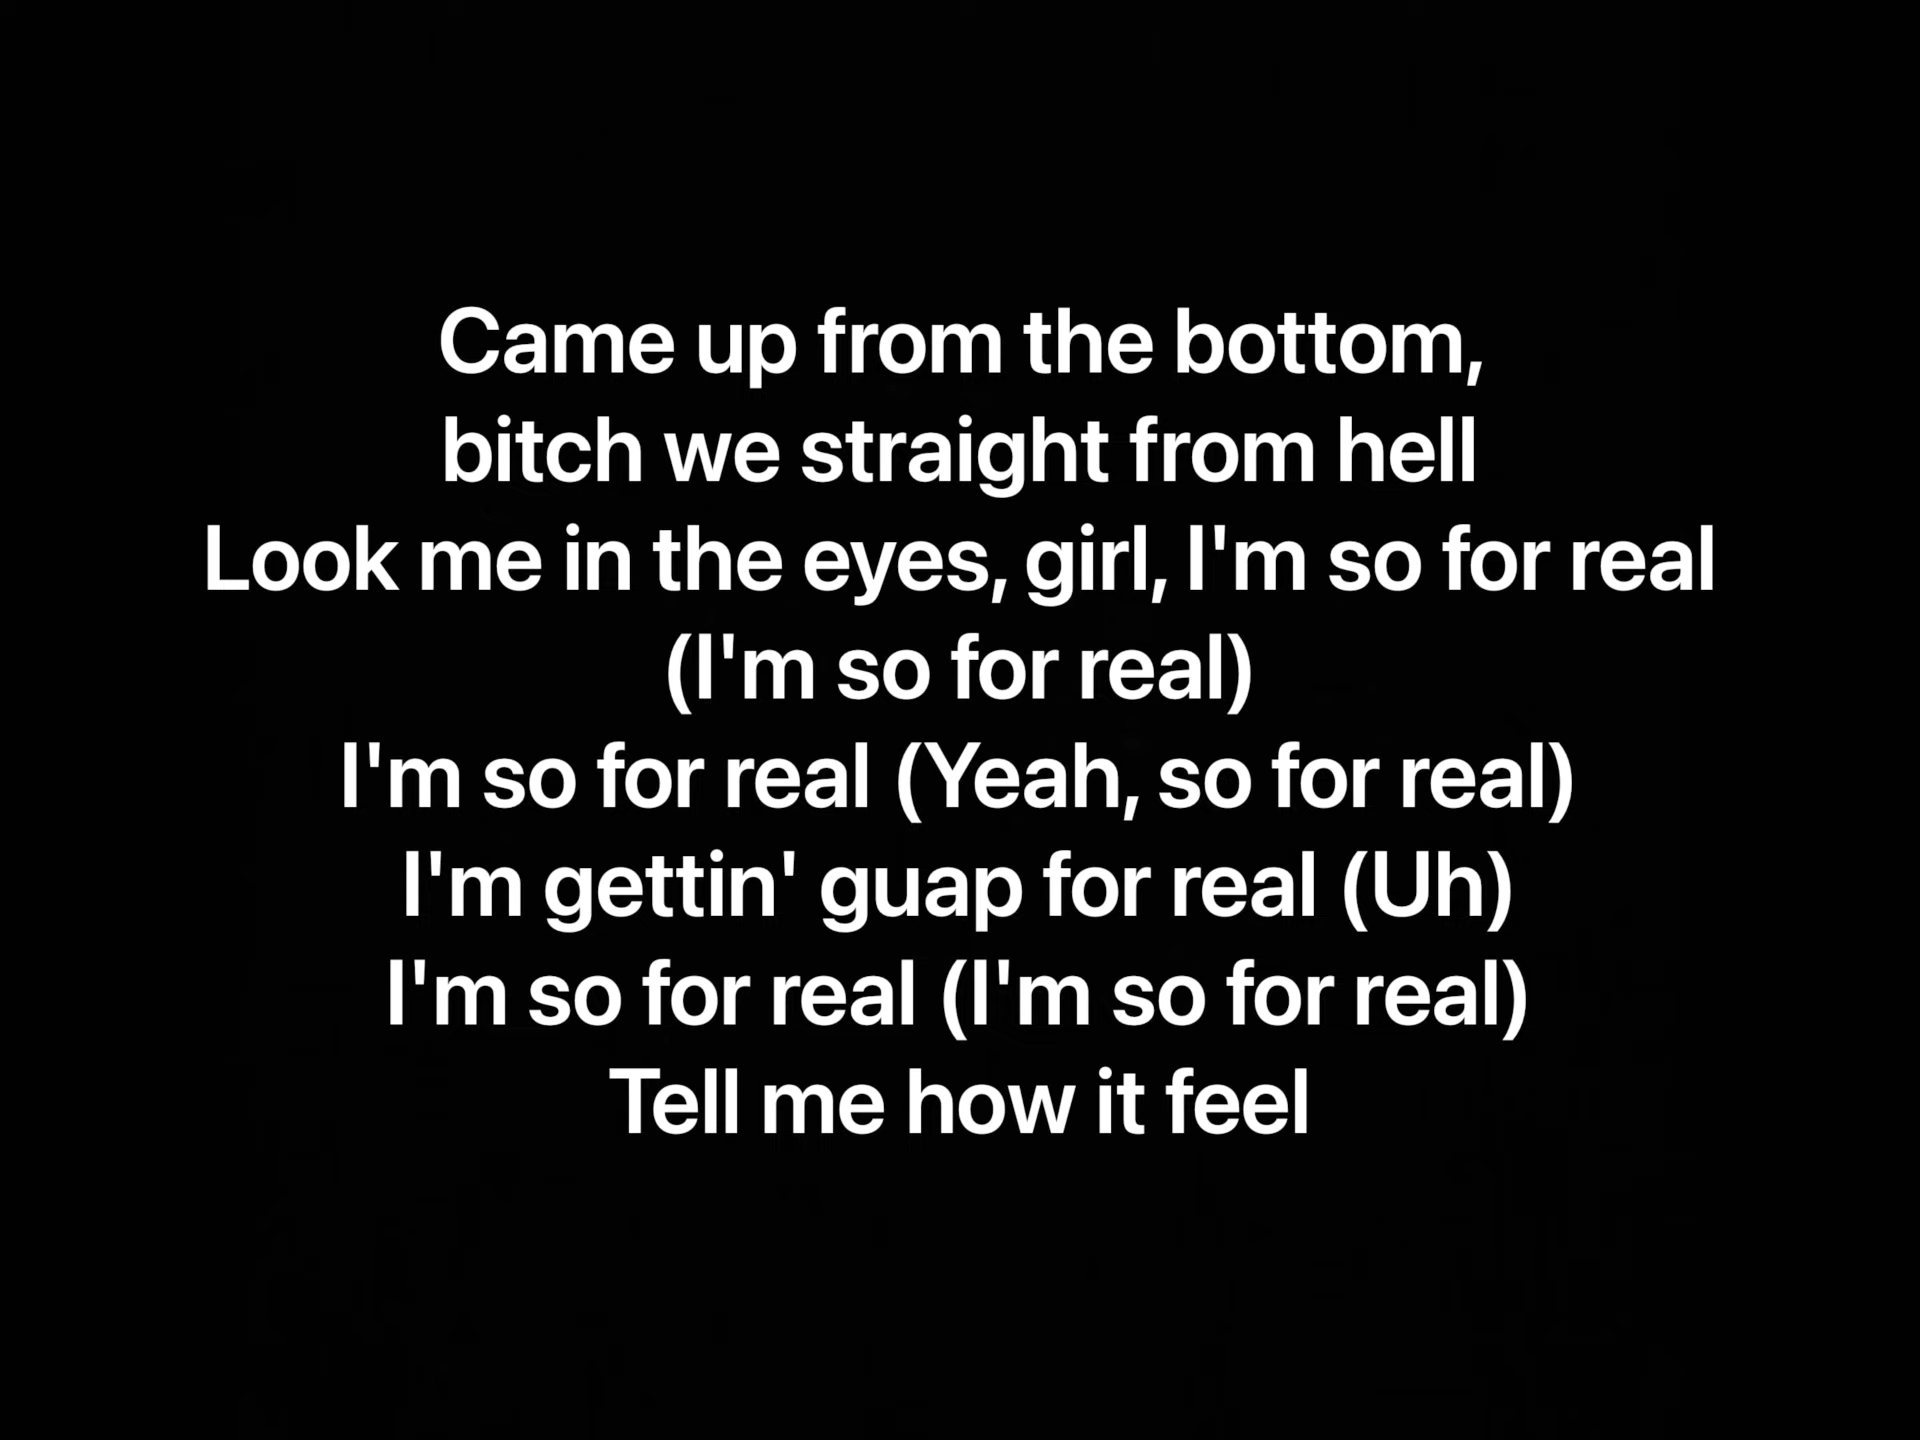 Came up from the bottom,
bitch we straight from hell
Look me in the eyes, girl, I'm so for real
(I'm so for real)
I'm so for real (Yeah, so for real)
I'm gettin' guap for real (Uh)
I'm so for real (I'm so for real)
Tell me how it feel